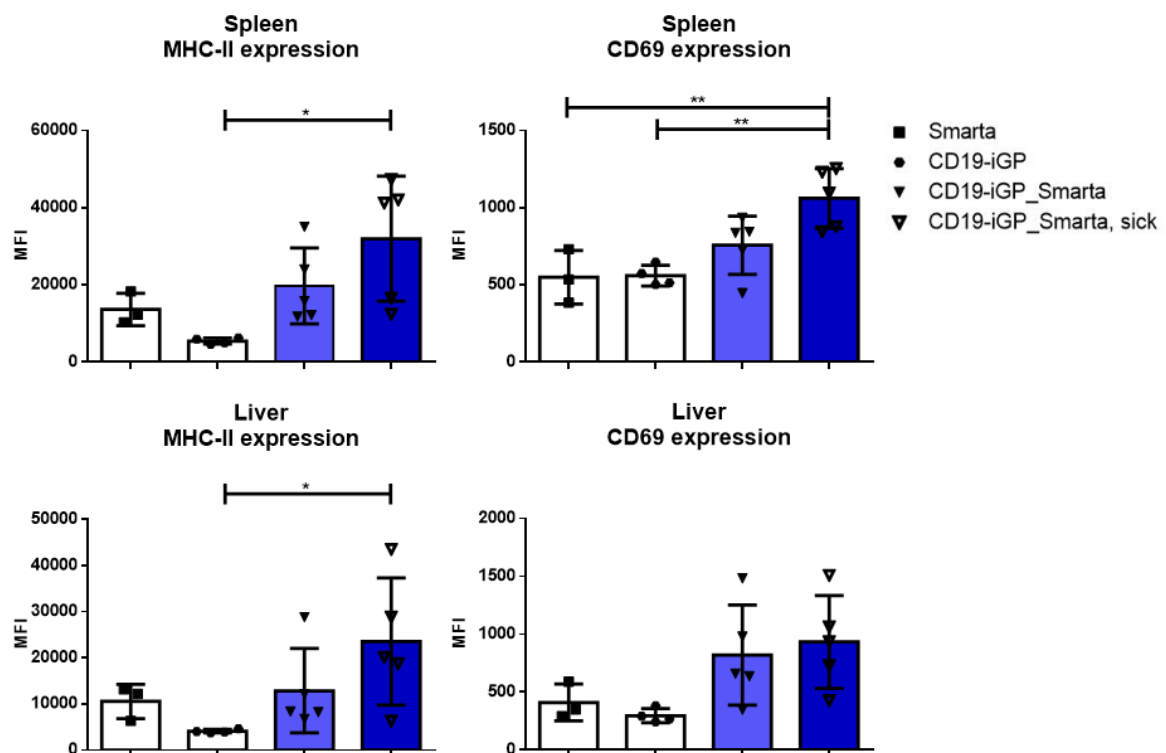 Spleen
MHC-II expression
Spleen
CD69 expression
*
**
**
60000
40000
20000
0
MFI
1500
1000
500
0
MFI
Smarta
CD19-iGP
CD19-iGP_Smarta
CD19-iGP_Smarta, sick
Liver
MHC-II expression
Liver
CD69 expression
*
50000
40000
30000
20000
10000
0
MFI
2000
1500
1000
500
0
MFI